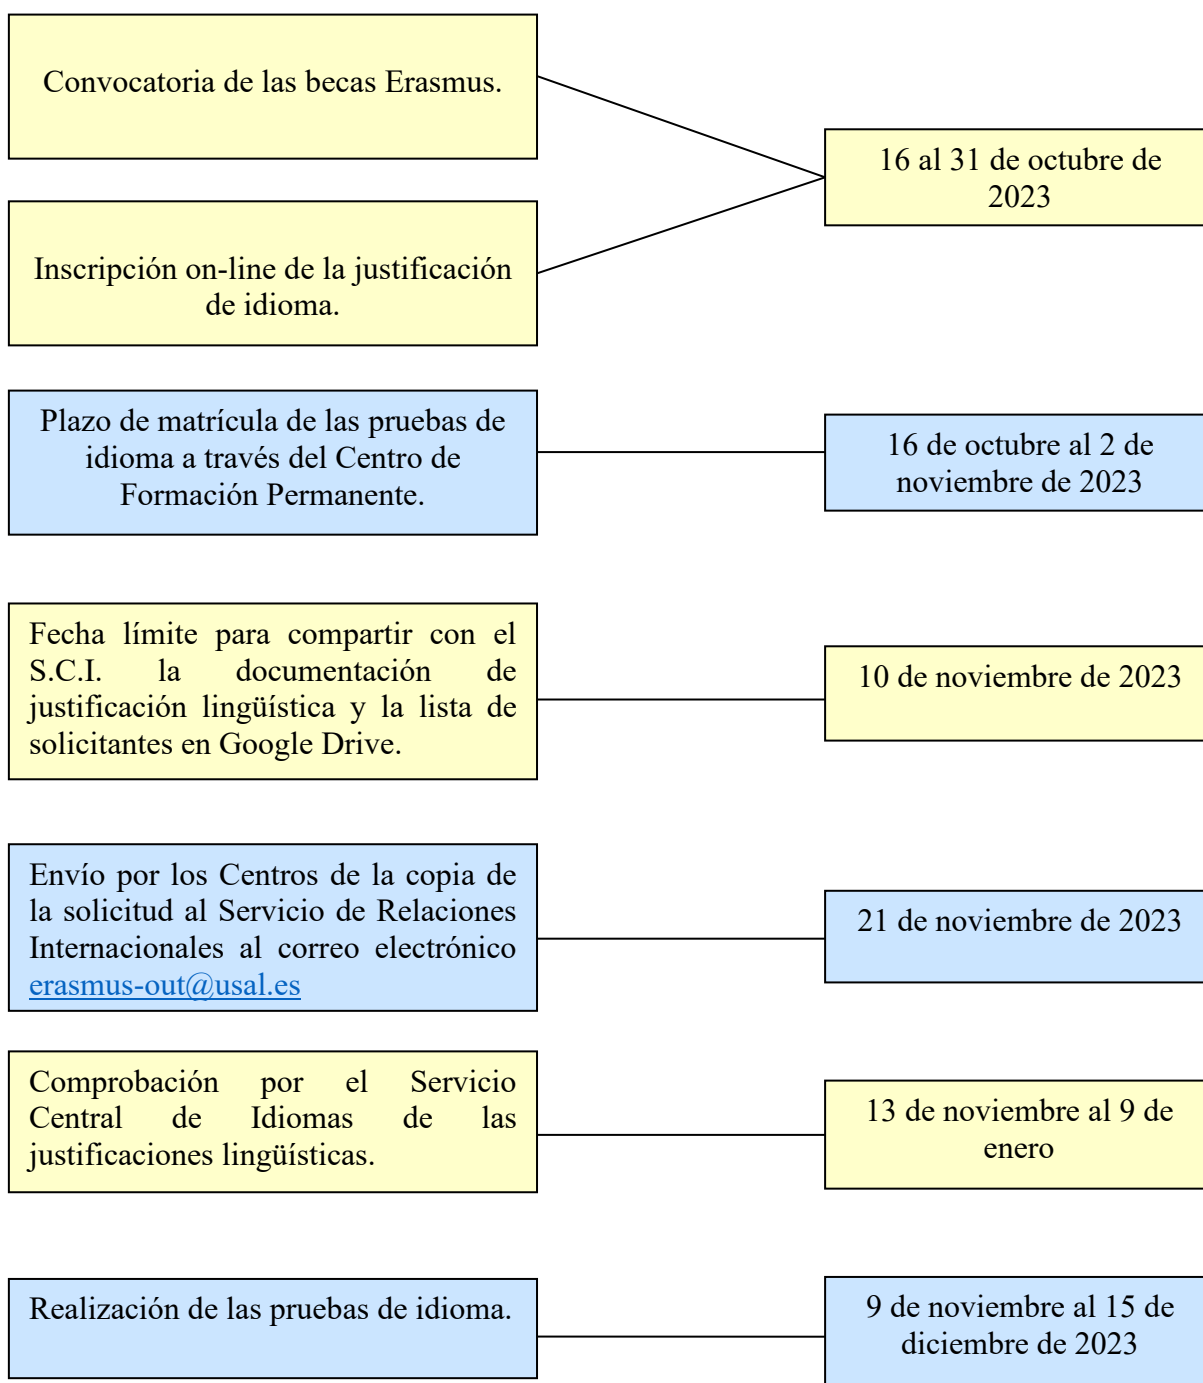 Convocatoria de las becas Erasmus.
16 al 31 de octubre de
2023
Inscripción on-line de la justificación
de idioma.
Plazo de matrícula de las pruebas de
idioma a través del Centro de
Formación Permanente.
16 de octubre al 2 de
noviembre de 2023
Fecha límite para compartir con el
S.C.I. la documentación de
justificación lingüística y la lista de
solicitantes en Google Drive.
10 de noviembre de 2023
Envío por los Centros de la copia de
la solicitud al Servicio de Relaciones
Internacionales al correo electrónico
erasmus-out@usal.es
21 de noviembre de 2023
Comprobación por el Servicio
Central de Idiomas de las
justificaciones lingüísticas.
13 de noviembre al 9 de
enero
Realización de las pruebas de idioma.
9 de noviembre al 15 de
diciembre de 2023